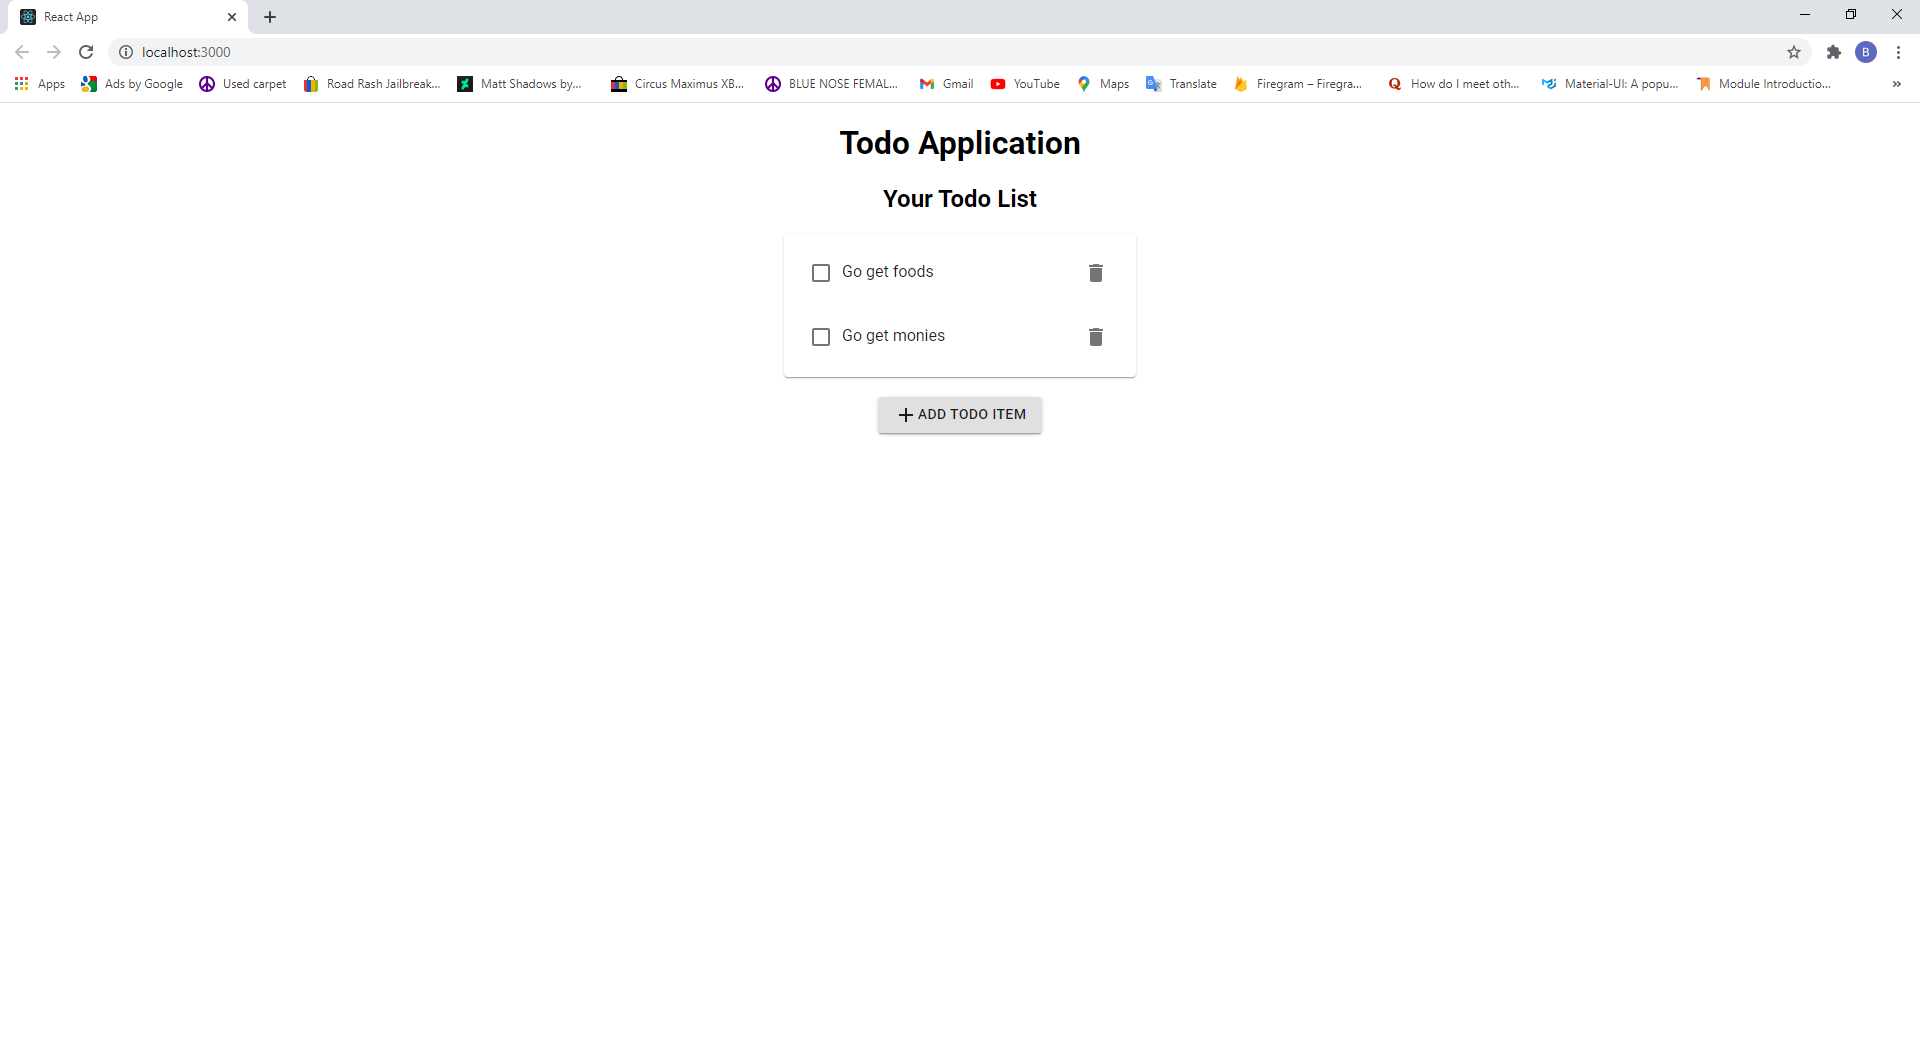 React App
localhost:3000
B
Apps Ads by Google Used carpet Road Rash Jailbreak... Matt Shadows by... Circus Maximus XB... BLUE NOSE FEMAL... Gmail YouTube Maps Translate Firegram – Firegra... How do I meet oth... Material-UI: A popu... Module Introductio... »
Todo Application
Your Todo List
Go get foods
Go get monies
ADD TODO ITEM